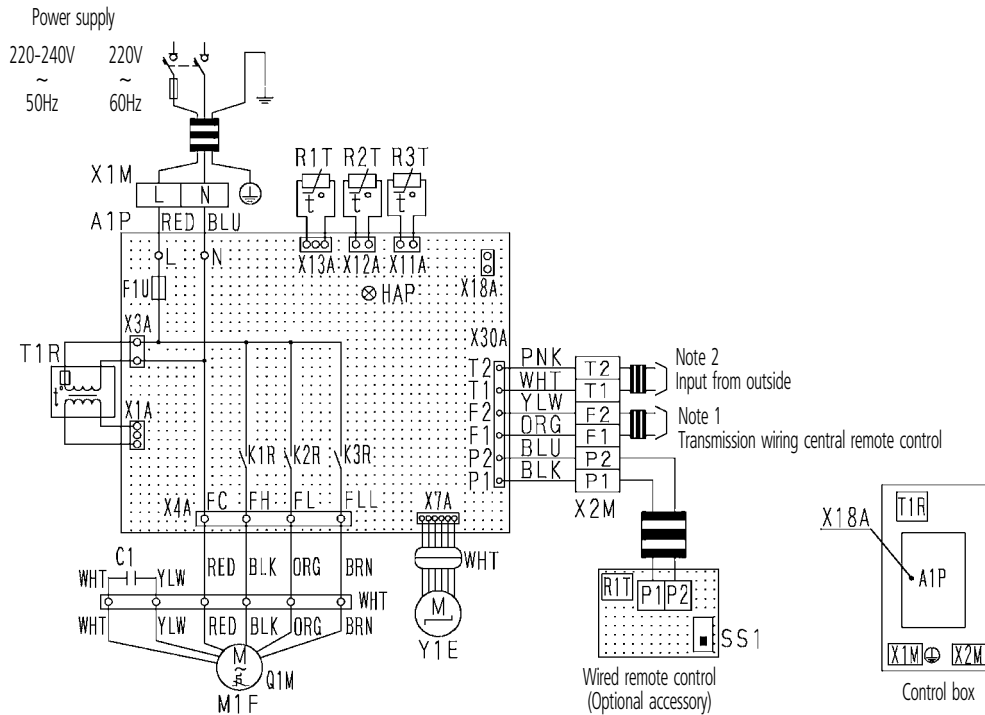 Power supply
220-240V 220V
~ ~
50Hz 60Hz
X1M
L N
A1P RED BLU
R1T R2T R3T
t° t° t°
X13A X12A X11A
L N
F1U
HAP
X18A
X3A
T1R
t°
X1A
X30A
T2 PNK T2
T1 WHT T1
F2 YLW F2
F1 ORG F1
P2 BLU P2
P1 BLK P1
X2M
Note 2
Input from outside
Note 1
Transmission wiring central remote control
K1R K2R K3R
X4A FC FH FL FLL
X7A
WHT C1 YLW RED BLK ORG BRN
WHT
WHT
WHT YLW RED BLK ORG BRN
M
~
Q1M
M1F
M
Y1E
R1T P1 P2
SS1
Wired remote control
(Optional accessory)
X18A
T1R
A1P
X1M X2M
Control box